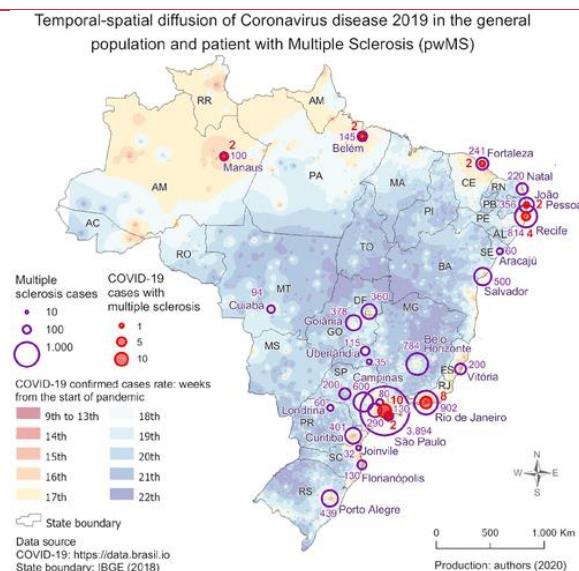 Temporal-spatial diffusion of Coronavirus disease 2019 in the general
population and patient with Multiple Sclerosis (pwMS)
RR
AM
2
145
Belém
2
100
Manaus
AM
PA
MA
241 Fortaleza
2
CE
RN
220 Natal
João
PB 356 2 Pessoa
PE
Recife
AL 814 4
SE 60
Aracajú
PI
AC
RO
TO
BA
500
Salvador
MT
94
Cuiabá
DF 360
378
Goiânia
GO
MG
Belo
Horizonte
784
115
Uberlândia
35
MS
SP
Campinas
ES 200
Vitória
RJ
8
902
Rio de Janeiro
200
600
80
10
130
290
2
3.894
São Paulo
Londrina
60
PR
401
Curitiba
32 Joinvile
SC
130
Florianópolis
RS
439
Porto Alegre
Multiple
sclerosis cases
10
100
1.000
COVID-19
cases with
multiple sclerosis
1
5
10
COVID-19 confirmed cases rate: weeks
from the start of pandemic
9th to 13th 18th
14th 19th
15th 20th
16th 21th
17th 22th
State boundary
Data source
COVID-19: https://data.brasil.io
State boundary: IBGE (2018)
N
W E
S
0 500 1.000 Km
Production: authors (2020)